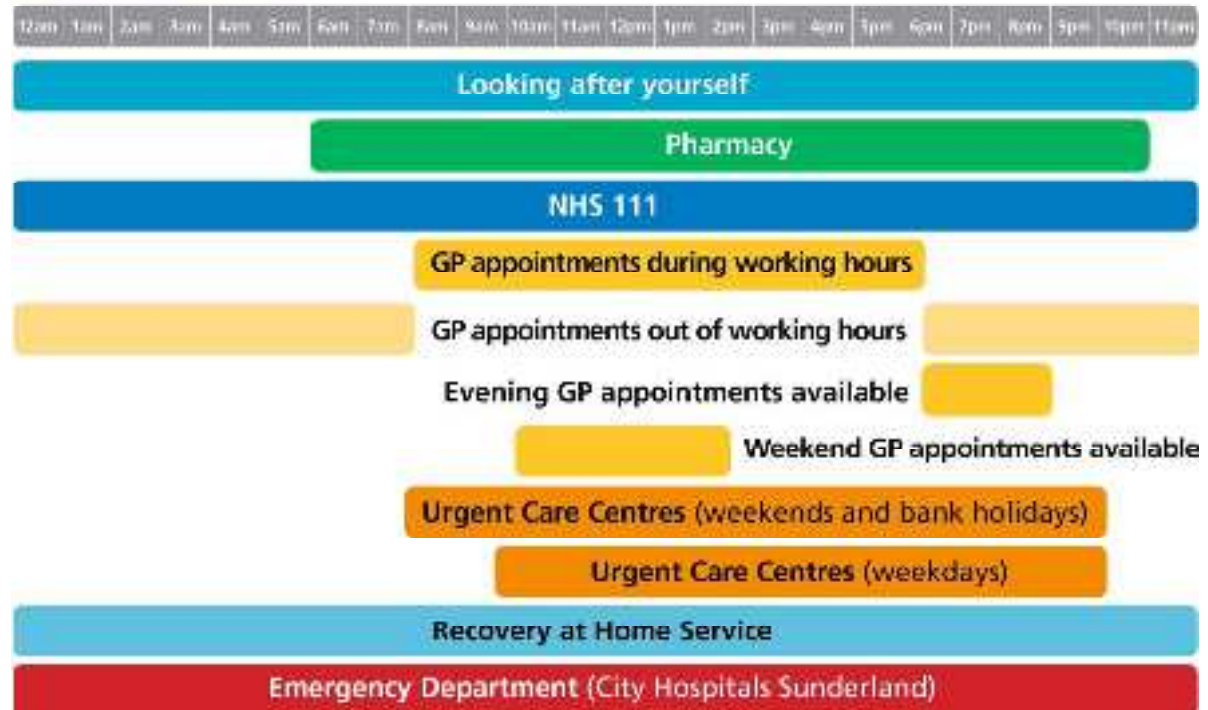 12am 1am 2am 3am 4am 5am 6am 7am 8am 9am 10am 11am 12pm 1pm 2pm 3pm 4pm 5pm 6pm 7pm 8pm 9pm 10pm
Looking after yourself
Pharmacy
NHS 111
GP appointments during working hours
GP appointments out of working hours
Evening GP appointments available
Weekend GP appointments available
Urgent Care Centres (weekends and bank holidays)
Urgent Care Centres (weekdays)
Recovery at Home Service
Emergency Department (City Hospitals Sunderland)